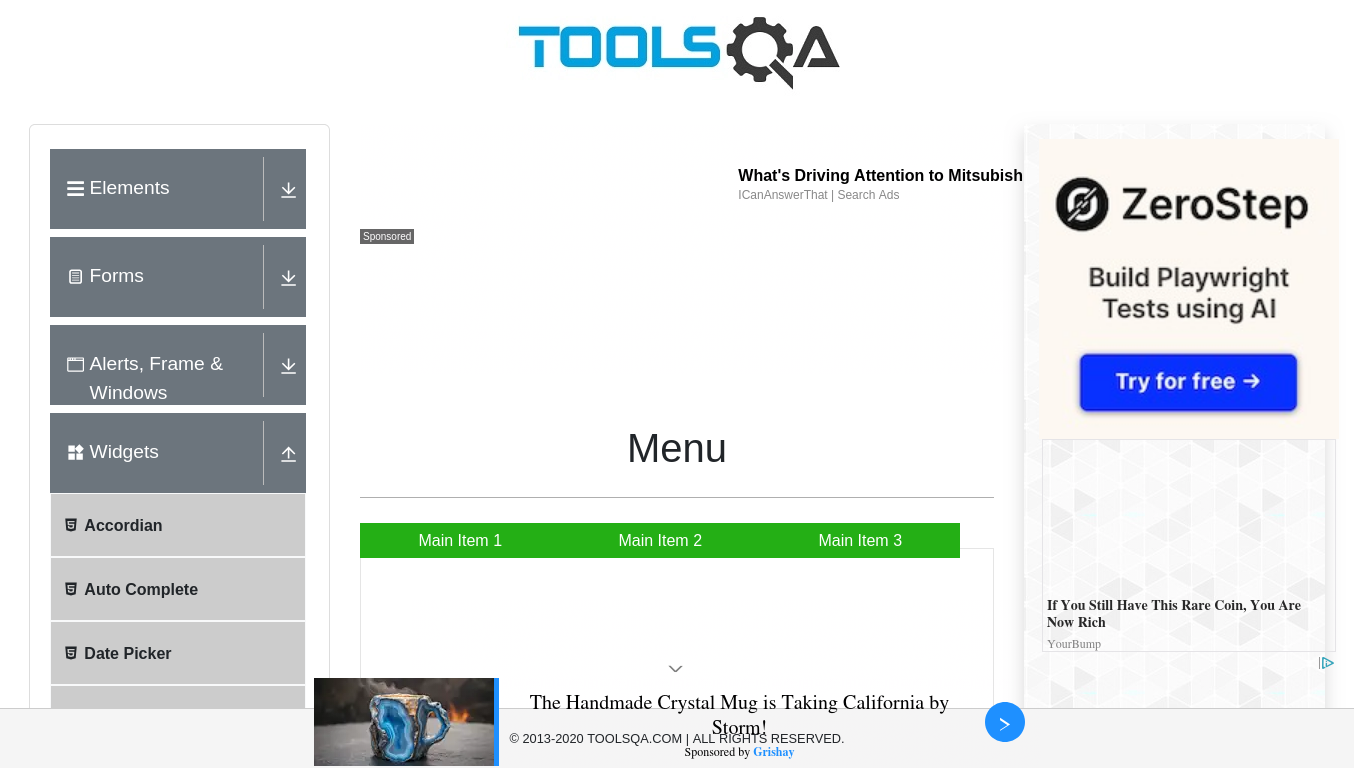 TOOLSQA
Elements
Forms
Alerts, Frame &
Windows
Widgets
Accordian
Auto Complete
Date Picker
What's Driving Attention to Mitsubish
ICanAnswerThat | Search Ads
Sponsored
Menu
Main Item 1
Main Item 2
Main Item 3
ZeroStep
Build Playwright
Tests using AI
Try for free →
If You Still Have This Rare Coin, You Are
Now Rich
YourBump
The Handmade Crystal Mug is Taking California by
Storm!
© 2013-2020 TOOLSQA.COM | ALL RIGHTS RESERVED.
Sponsored by Grishay